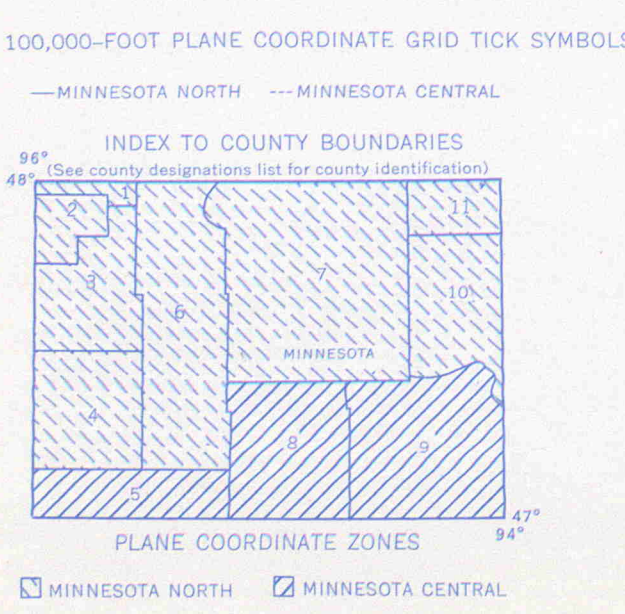 100,000–FOOT PLANE COORDINATE GRID TICK SYMBOLS
—MINNESOTA NORTH ---MINNESOTA CENTRAL
INDEX TO COUNTY BOUNDARIES
96°
(See county designations list for county identification)
48°
1
2
11
3
7
10
6
MINNESOTA
4
8
9
5
47°
94°
PLANE COORDINATE ZONES
MINNESOTA NORTH MINNESOTA CENTRAL